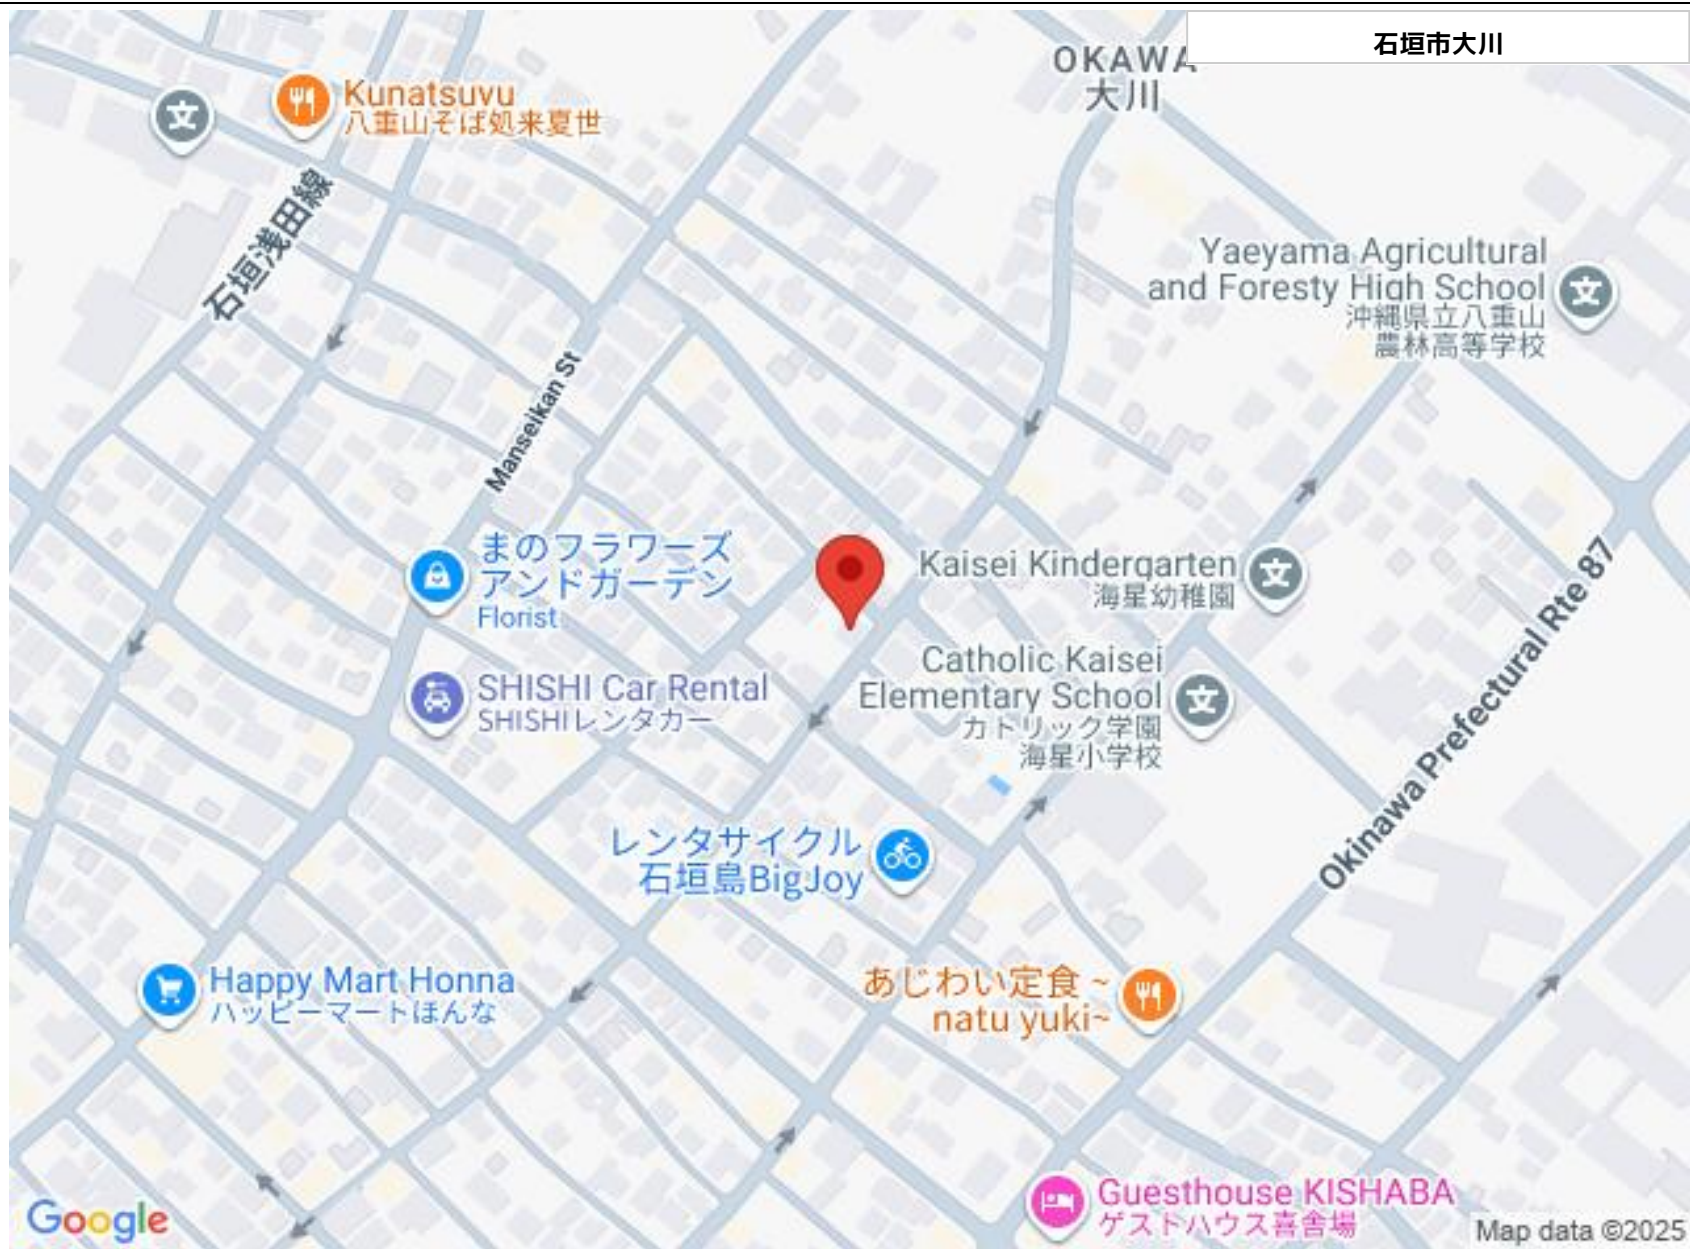 石垣市大川
OKAWA
大川
Kunatsuvu
八重山そば処来夏世
石垣浅田線
Yaeyama Agricultural
and Foresty High School
沖縄県立八重山
農林高等学校
Manseikan St
まのフラワーズ
アンドガーデン
Florist
Kaisei Kindergarten
海星幼稚園
Catholic Kaisei
Elementary School
カトリック学園
海星小学校
SHISHI Car Rental
SHISHIレンタカー
Okinawa Prefectural Rte 87
レンタサイクル
石垣島BigJoy
Happy Mart Honna
ハッピーマートほんな
あじわい定食 ~
natu yuki~
Guesthouse KISHABA
ゲストハウス喜舎場
Google
Map data ©2025
文
文
文
文